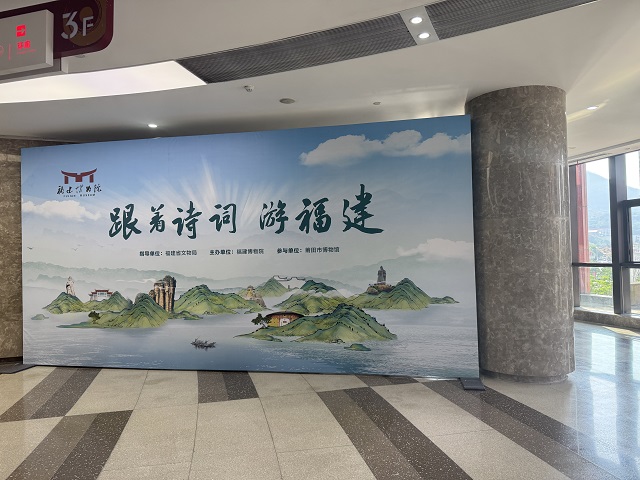 3F
福建博物院
FUJIAN MUSEUM
跟着诗词 游福建
指导单位：福建省文物局 主办单位：福建博物院 参与单位：莆田市博物馆